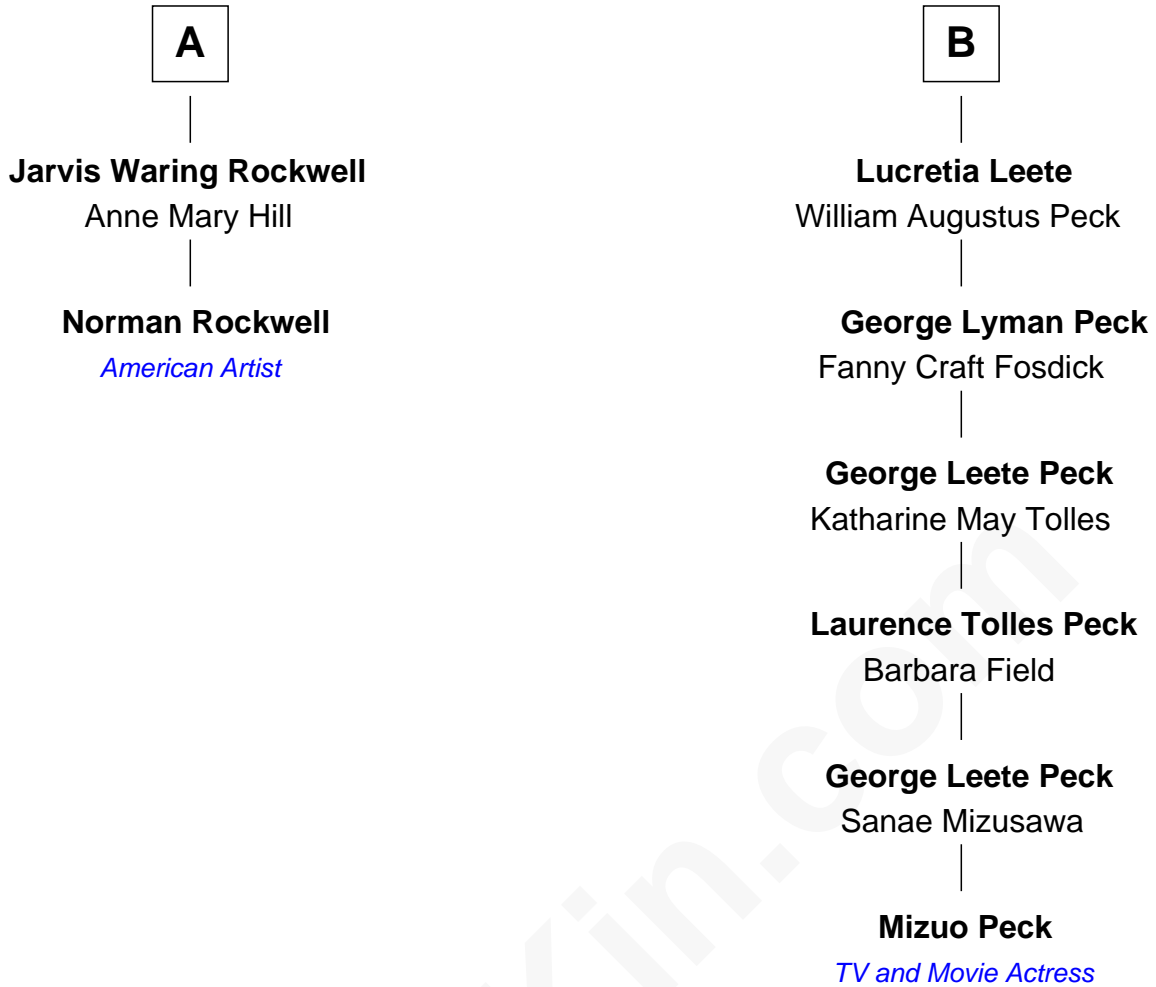 A
Jarvis Waring Rockwell
Anne Mary Hill
Norman Rockwell
American Artist
B
Lucretia Leete
William Augustus Peck
George Lyman Peck
Fanny Craft Fosdick
George Leete Peck
Katharine May Tolles
Laurence Tolles Peck
Barbara Field
George Leete Peck
Sanae Mizusawa
Mizuo Peck
TV and Movie Actress
Kin.com